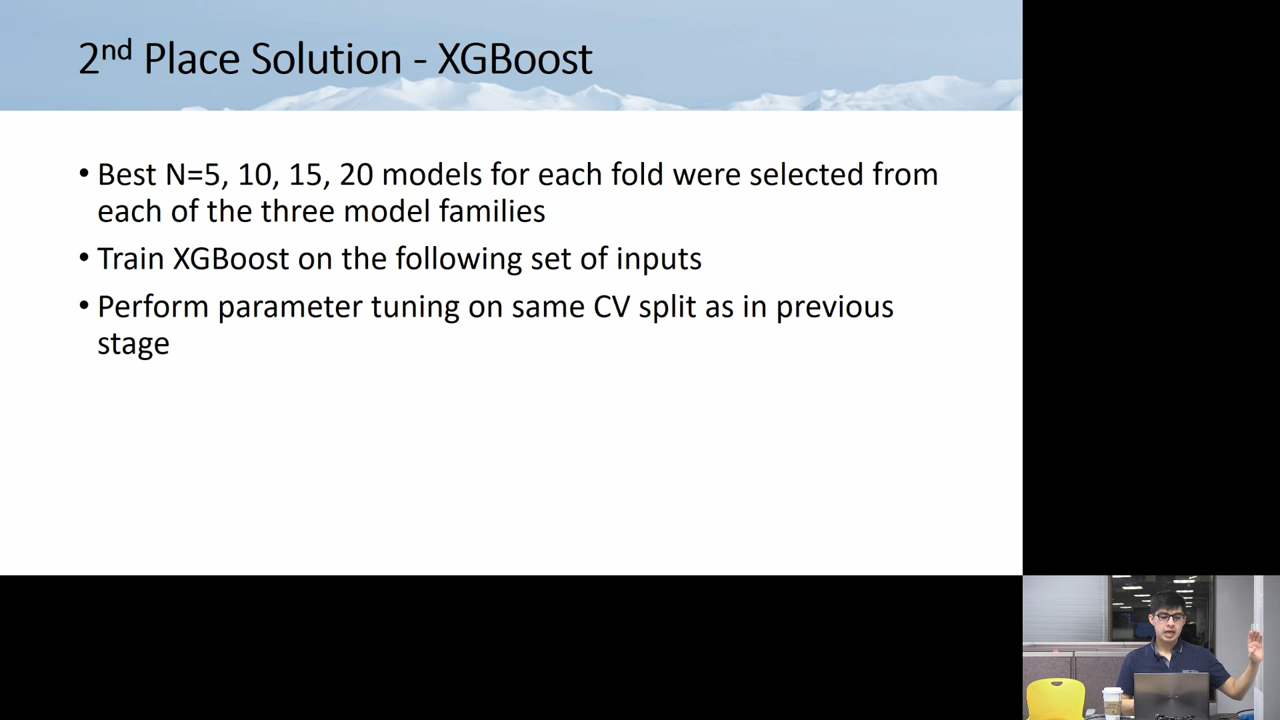 2nd Place Solution - XGBoost
• Best N=5, 10, 15, 20 models for each fold were selected from
each of the three model families
• Train XGBoost on the following set of inputs
• Perform parameter tuning on same CV split as in previous
stage